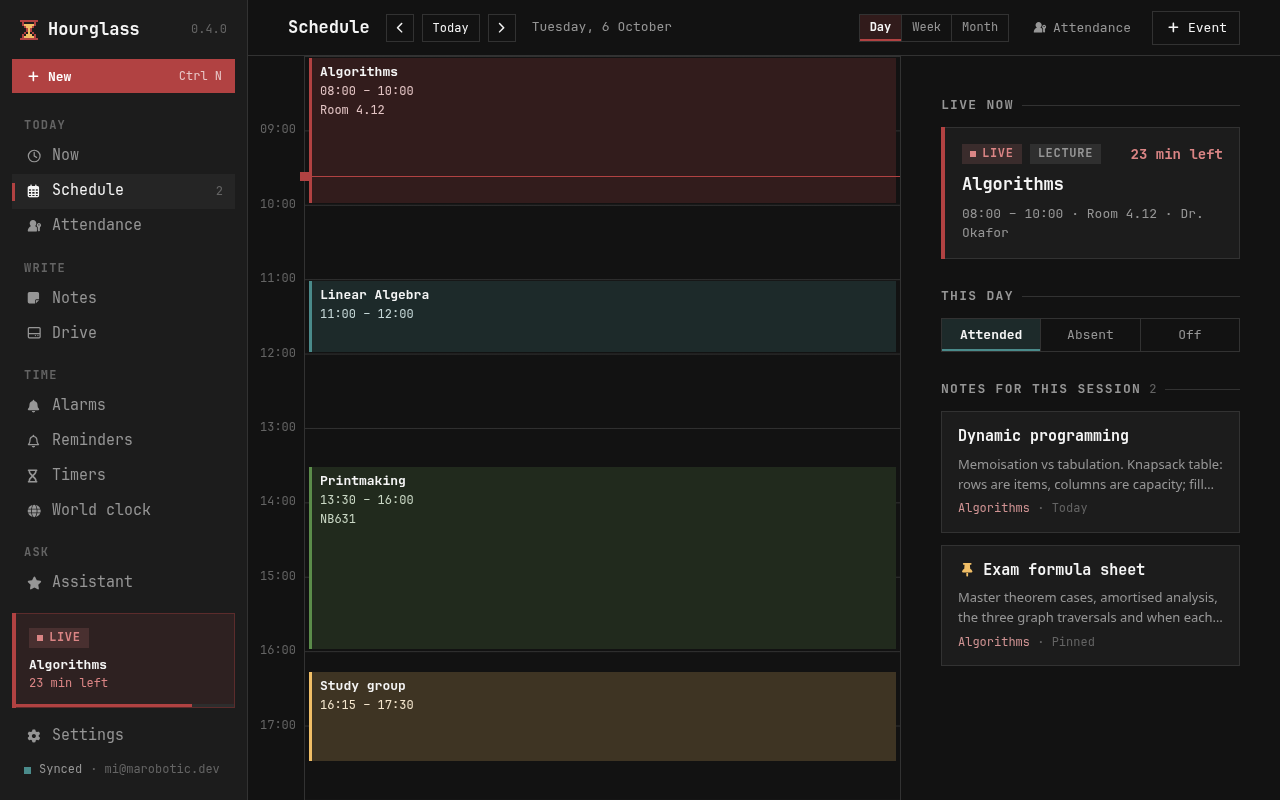 Hourglass 0.4.0
New Ctrl N
TODAY
Now
Schedule 2
Attendance
WRITE
Notes
Drive
TIME
Alarms
Reminders
Timers
World clock
ASK
Assistant
LIVE
Algorithms
23 min left
Settings
Synced · mi@marobotic.dev
Schedule Today Tuesday, 6 October Day Week Month Attendance Event
Algorithms
08:00 – 10:00
Room 4.12
09:00
10:00
11:00
Linear Algebra
11:00 – 12:00
12:00
13:00
Printmaking
13:30 – 16:00
14:00
NB631
15:00
16:00
Study group
16:15 – 17:30
17:00
LIVE NOW
LIVE LECTURE 23 min left
Algorithms
08:00 – 10:00 · Room 4.12 · Dr.
Okafor
THIS DAY
Attended Absent Off
NOTES FOR THIS SESSION 2
Dynamic programming
Memoisation vs tabulation. Knapsack table:
rows are items, columns are capacity; fill...
Algorithms · Today
Exam formula sheet
Master theorem cases, amortised analysis,
the three graph traversals and when each...
Algorithms · Pinned